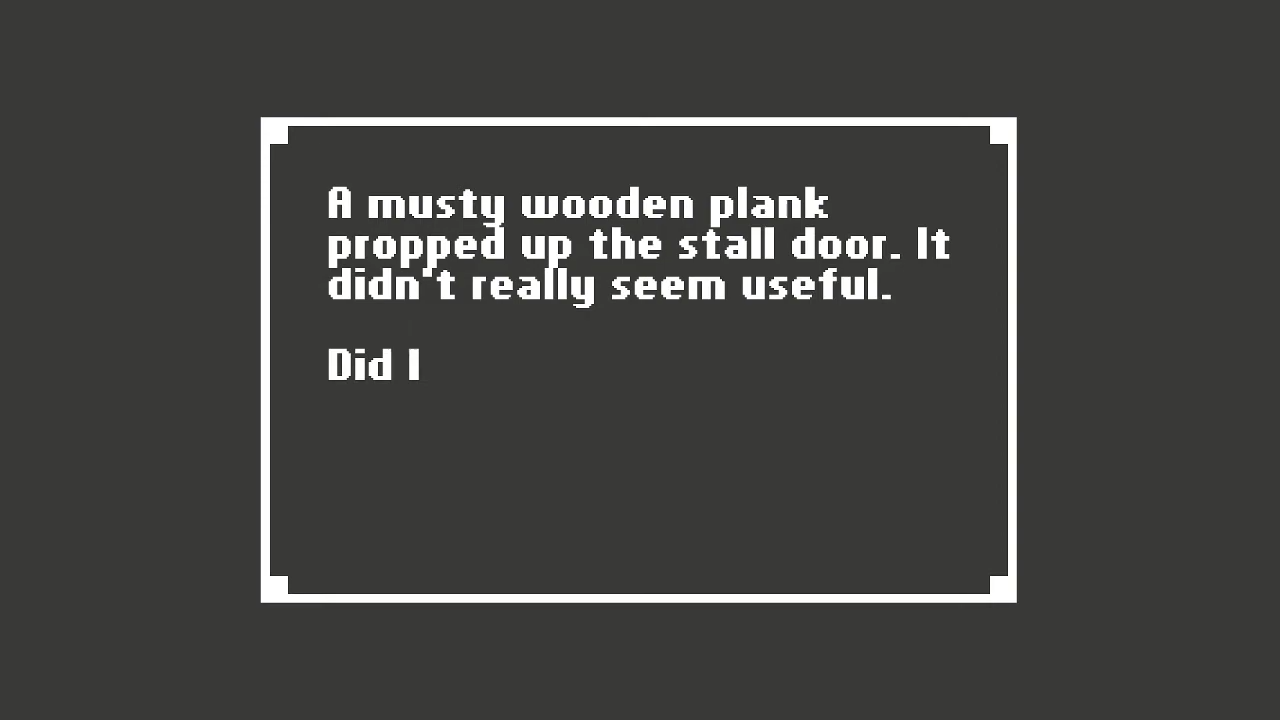 A musty wooden plank
propped up the stall door. It
didn't really seem useful.
Did I